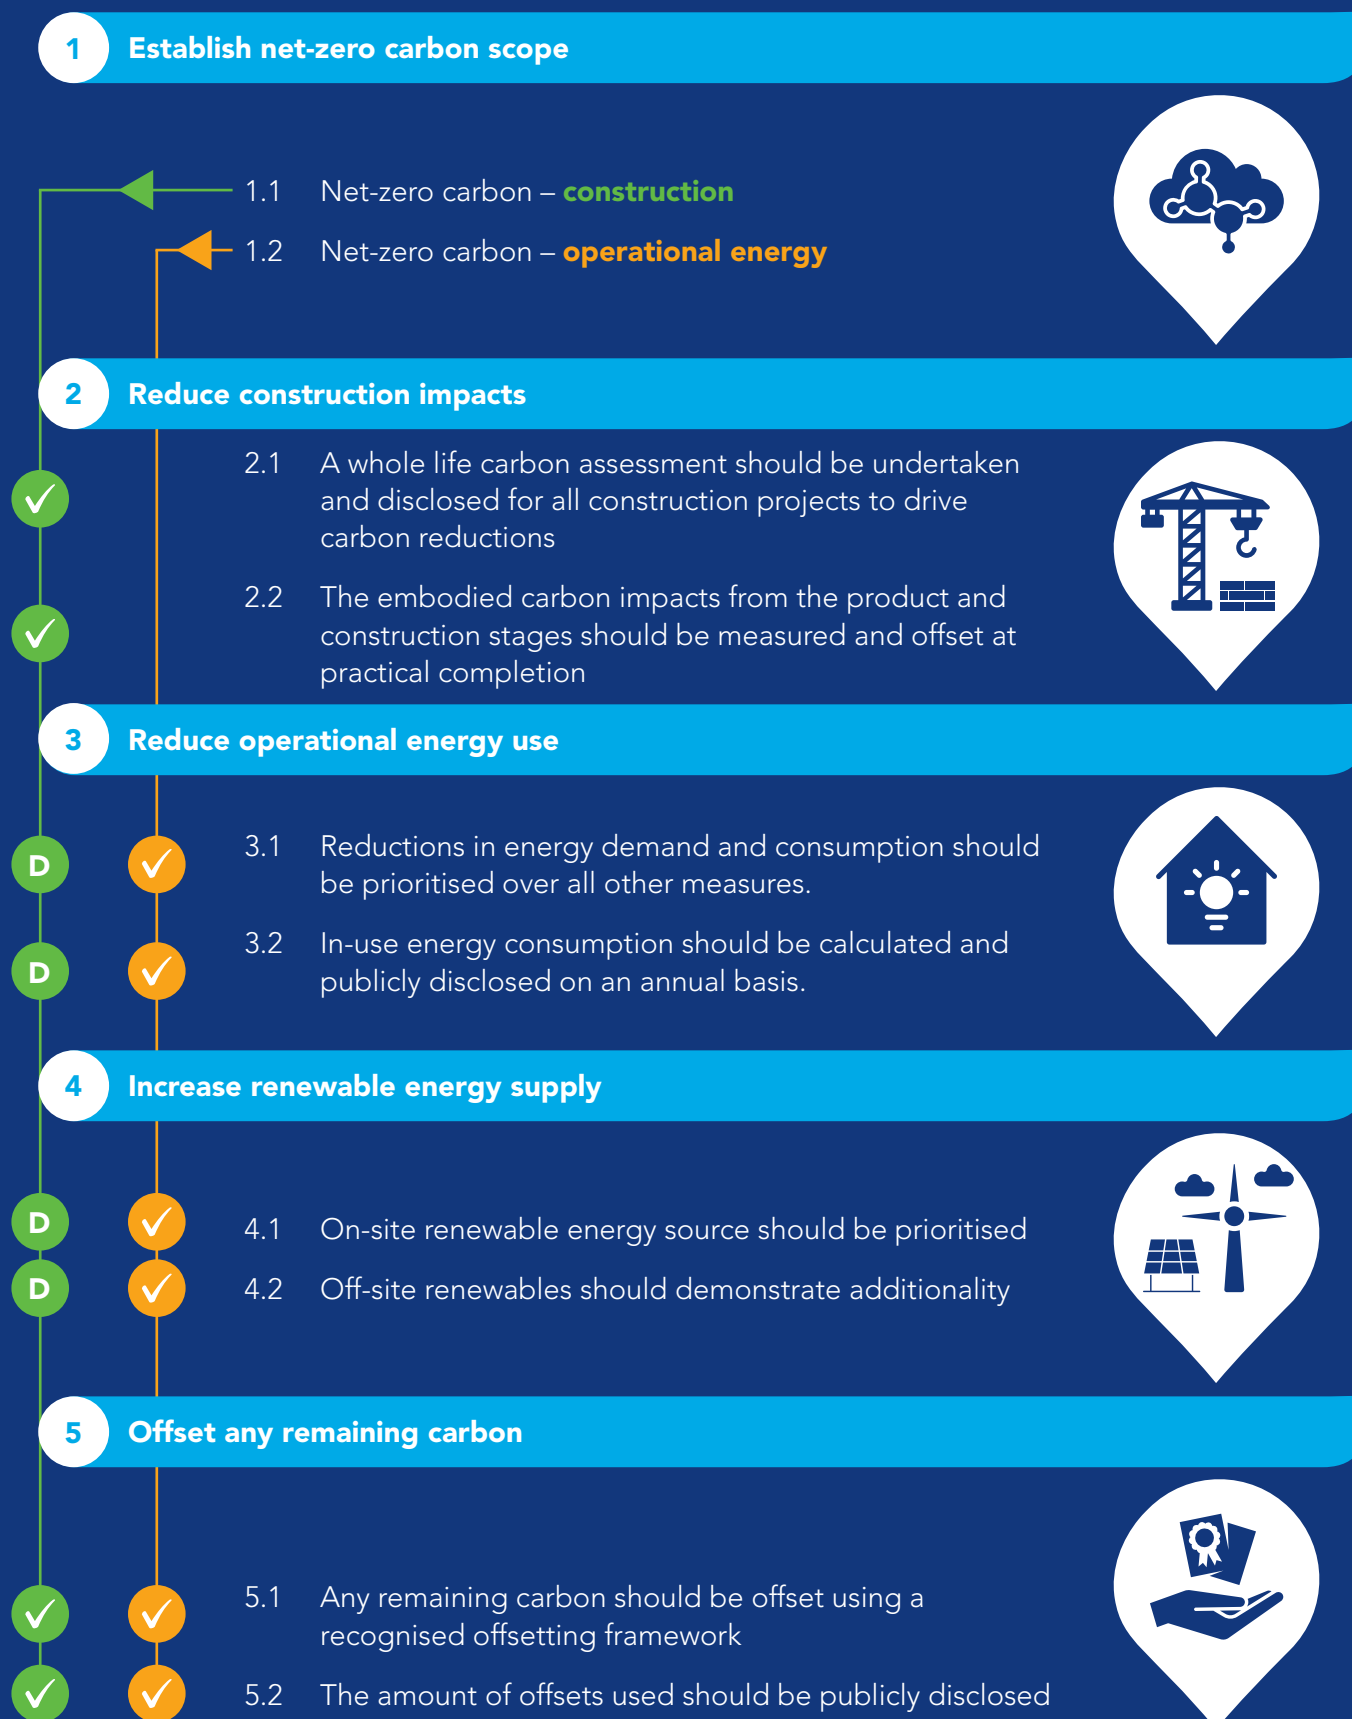 1 Establish net-zero carbon scope
1.1 Net-zero carbon – construction
1.2 Net-zero carbon – operational energy
2 Reduce construction impacts
2.1 A whole life carbon assessment should be undertaken
and disclosed for all construction projects to drive
carbon reductions
2.2 The embodied carbon impacts from the product and
construction stages should be measured and offset at
practical completion
3 Reduce operational energy use
D 3.1 Reductions in energy demand and consumption should
be prioritised over all other measures.
D 3.2 In-use energy consumption should be calculated and
publicly disclosed on an annual basis.
4 Increase renewable energy supply
D 4.1 On-site renewable energy source should be prioritised
D 4.2 Off-site renewables should demonstrate additionality
5 Offset any remaining carbon
5.1 Any remaining carbon should be offset using a
recognised offsetting framework
5.2 The amount of offsets used should be publicly disclosed